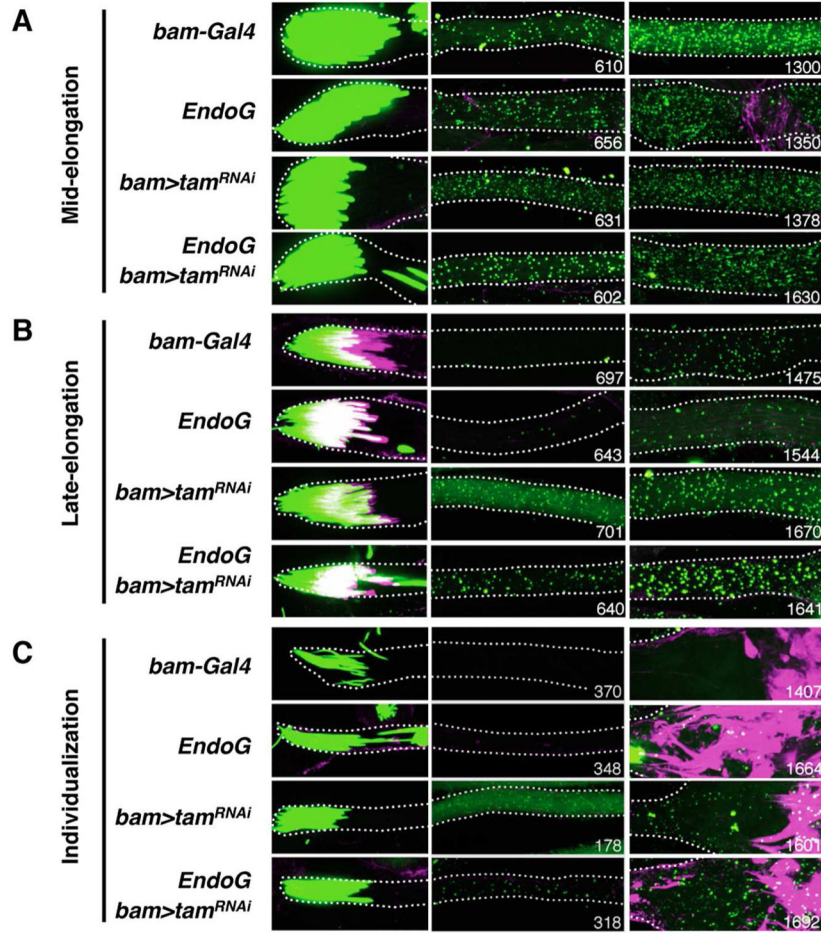 A
Mid-elongation
bam-Gal4
610
1300
EndoG
656
1350
bam>tamRNAi
631
1378
EndoG
bam>tamRNAi
602
1630
B
Late-elongation
bam-Gal4
697
1475
EndoG
643
1544
bam>tamRNAi
701
1670
EndoG
bam>tamRNAi
640
1641
C
Individualization
bam-Gal4
370
1407
EndoG
348
1664
bam>tamRNAi
178
1601
EndoG
bam>tamRNAi
318
1692